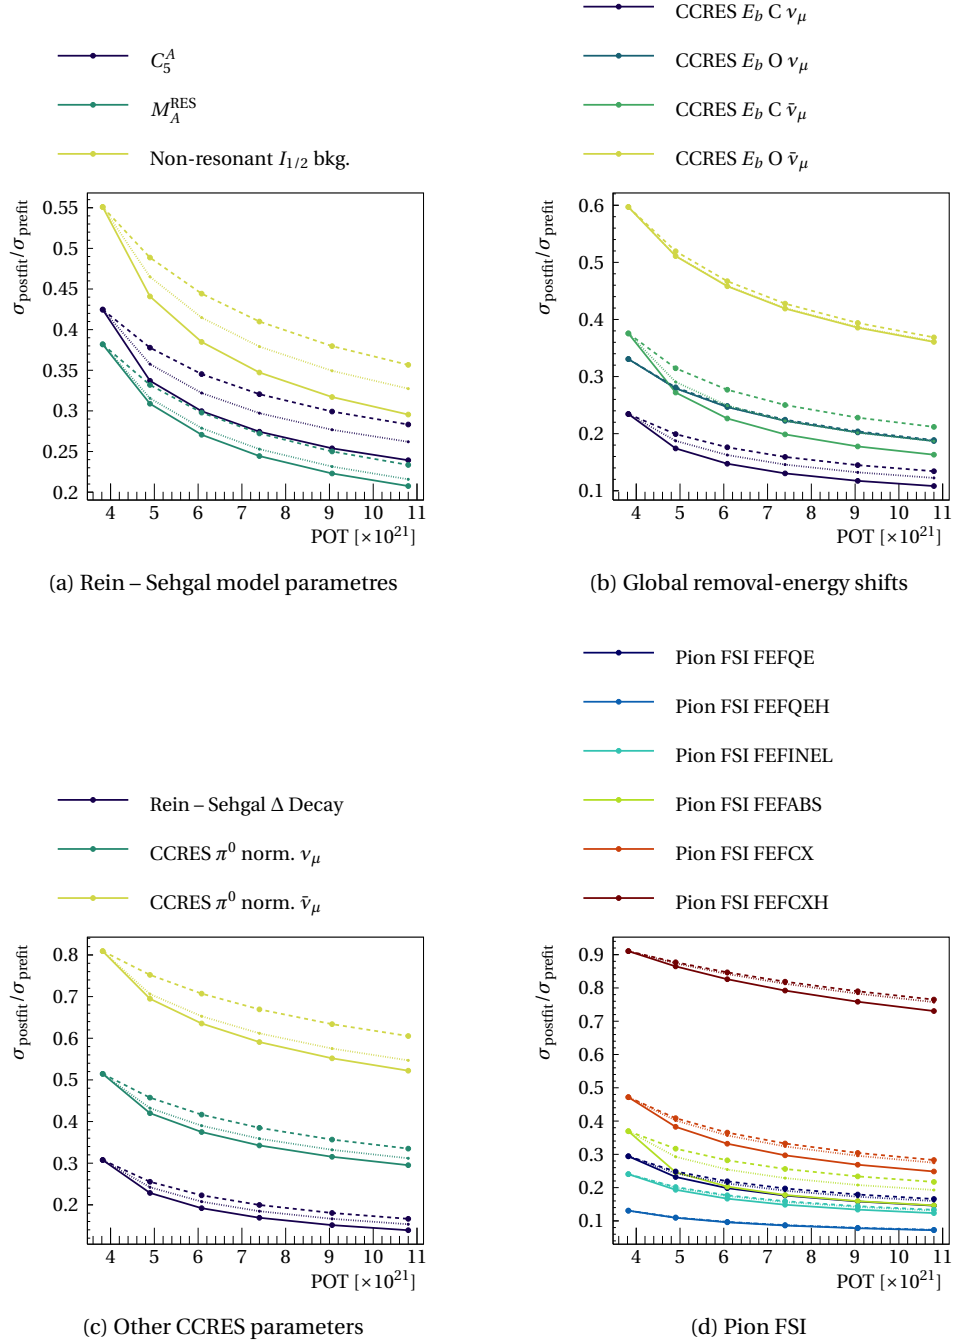 C_5^A
M_A^RES
Non-resonant I_1/2 bkg.
σ_postfit/σ_prefit
0.55
0.5
0.45
0.4
0.35
0.3
0.25
0.2
4 5 6 7 8 9 10 11
POT [×10^21]
(a) Rein – Sehgal model parametres
CCRES E_b C ν_μ
CCRES E_b O ν_μ
CCRES E_b C ν̄_μ
CCRES E_b O ν̄_μ
σ_postfit/σ_prefit
0.6
0.5
0.4
0.3
0.2
0.1
4 5 6 7 8 9 10 11
POT [×10^21]
(b) Global removal-energy shifts
Rein – Sehgal Δ Decay
CCRES π^0 norm. ν_μ
CCRES π^0 norm. ν̄_μ
σ_postfit/σ_prefit
0.8
0.7
0.6
0.5
0.4
0.3
0.2
4 5 6 7 8 9 10 11
POT [×10^21]
(c) Other CCRES parameters
Pion FSI FEFQE
Pion FSI FEFQEH
Pion FSI FEFINEL
Pion FSI FEFABS
Pion FSI FEFCX
Pion FSI FEFCXH
σ_postfit/σ_prefit
0.9
0.8
0.7
0.6
0.5
0.4
0.3
0.2
0.1
4 5 6 7 8 9 10 11
POT [×10^21]
(d) Pion FSI